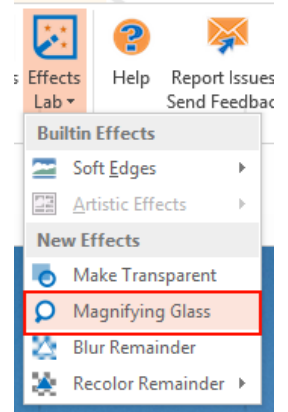 s Effects Help Report Issues
Lab Send Feedbac
Builtin Effects
Soft Edges
Artistic Effects
New Effects
Make Transparent
Magnifying Glass
Blur Remainder
Recolor Remainder